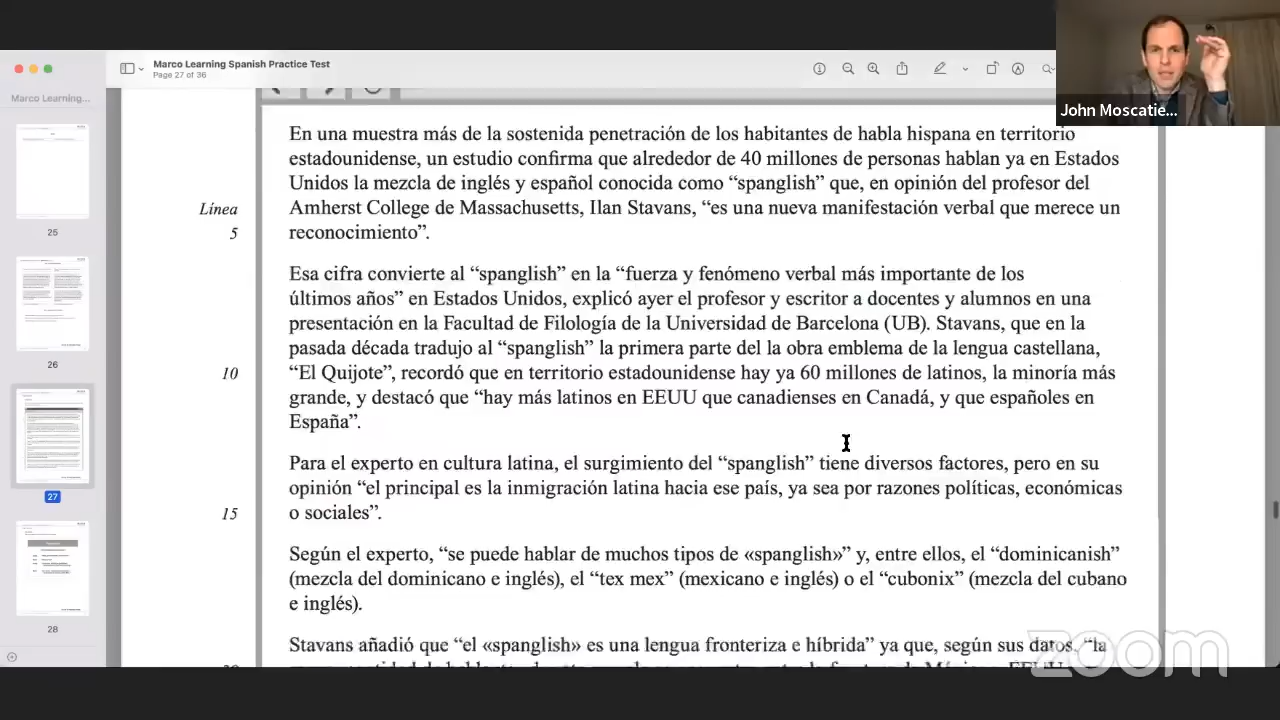 Marco Learning Spanish Practice Test
Page 27 of 36
Marco Learning...
John Moscatie...
25
26
27
28
En una muestra más de la sostenida penetración de los habitantes de habla hispana en territorio
estadounidense, un estudio confirma que alrededor de 40 millones de personas hablan ya en Estados
Unidos la mezcla de inglés y español conocida como “spanglish” que, en opinión del profesor del
Línea
Amherst College de Massachusetts, Ilan Stavans, “es una nueva manifestación verbal que merece un
5
reconocimiento”.
Esa cifra convierte al “spanglish” en la “fuerza y fenómeno verbal más importante de los
últimos años” en Estados Unidos, explicó ayer el profesor y escritor a docentes y alumnos en una
presentación en la Facultad de Filología de la Universidad de Barcelona (UB). Stavans, que en la
pasada década tradujo al “spanglish” la primera parte del la obra emblema de la lengua castellana,
10
“El Quijote”, recordó que en territorio estadounidense hay ya 60 millones de latinos, la minoría más
grande, y destacó que “hay más latinos en EEUU que canadienses en Canadá, y que españoles en
España”.
Para el experto en cultura latina, el surgimiento del “spanglish” tiene diversos factores, pero en su
opinión “el principal es la inmigración latina hacia ese país, ya sea por razones políticas, económicas
15
o sociales”.
Según el experto, “se puede hablar de muchos tipos de «spanglish»” y, entre ellos, el “dominicanish”
(mezcla del dominicano e inglés), el “tex mex” (mexicano e inglés) o el “cubonix” (mezcla del cubano
e inglés).
Stavans añadió que “el «spanglish» es una lengua fronteriza e híbrida” ya que, según sus datos, “la
zoom